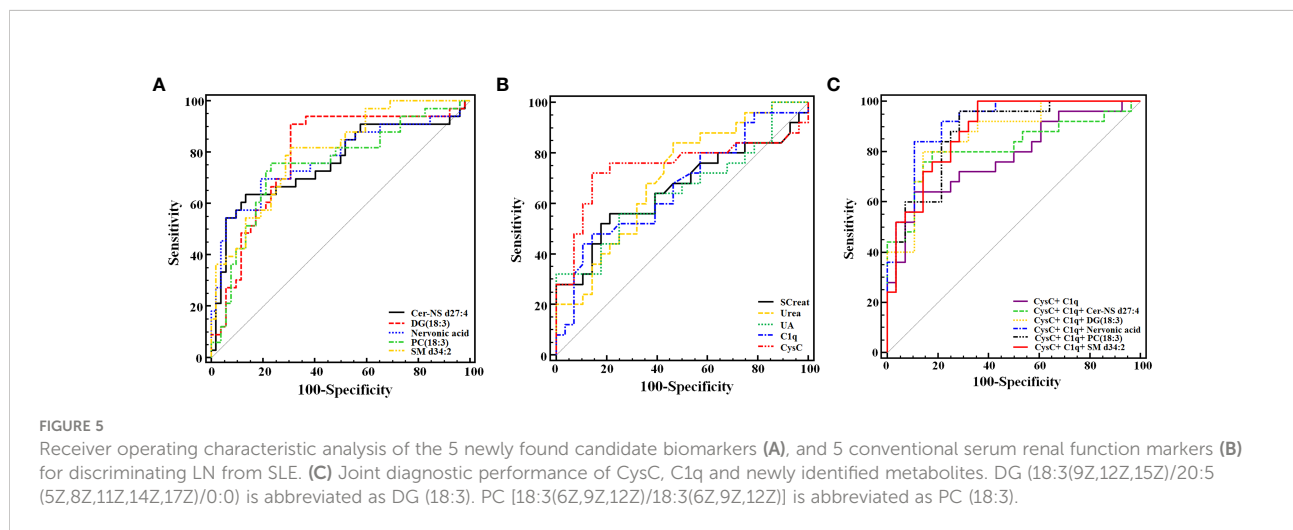 A
B
C
100
80
60
40
20
0
Sensitivity
0
20
40
60
80
100
100-Specificity
Cer-NS d27:4
DG(18:3)
Nervonic acid
PC(18:3)
SM d34:2
100
80
60
40
20
0
Sensitivity
0
20
40
60
80
100
100-Specificity
SCreat
Urea
UA
C1q
CysC
100
80
60
40
20
0
Sensitivity
0
20
40
60
80
100
100-Specificity
CysC+ C1q
CysC+ C1q+ Cer-NS d27:4
CysC+ C1q+ DG(18:3)
CysC+ C1q+ Nervonic acid
CysC+ C1q+ PC(18:3)
CysC+ C1q+ SM d34:2
FIGURE 5
Receiver operating characteristic analysis of the 5 newly found candidate biomarkers (A), and 5 conventional serum renal function markers (B)
for discriminating LN from SLE. (C) Joint diagnostic performance of CysC, C1q and newly identified metabolites. DG (18:3(9Z,12Z,15Z)/20:5
(5Z,8Z,11Z,14Z,17Z)/0:0) is abbreviated as DG (18:3). PC [18:3(6Z,9Z,12Z)/18:3(6Z,9Z,12Z)] is abbreviated as PC (18:3).